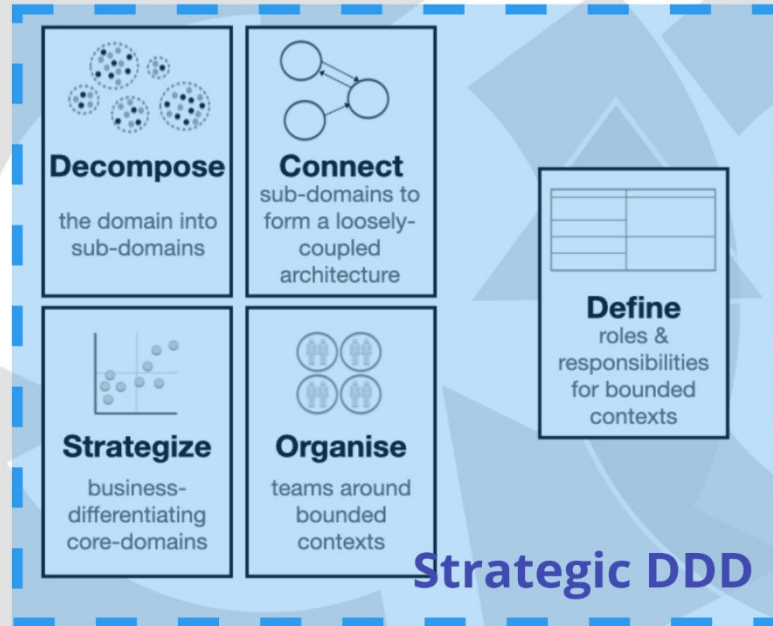 Decompose
the domain into
sub-domains
Connect
sub-domains to
form a loosely-
coupled
architecture
Strategize
business-
differentiating
core-domains
Organise
teams around
bounded
contexts
Define
roles &
responsibilities
for bounded
contexts
Strategic DDD